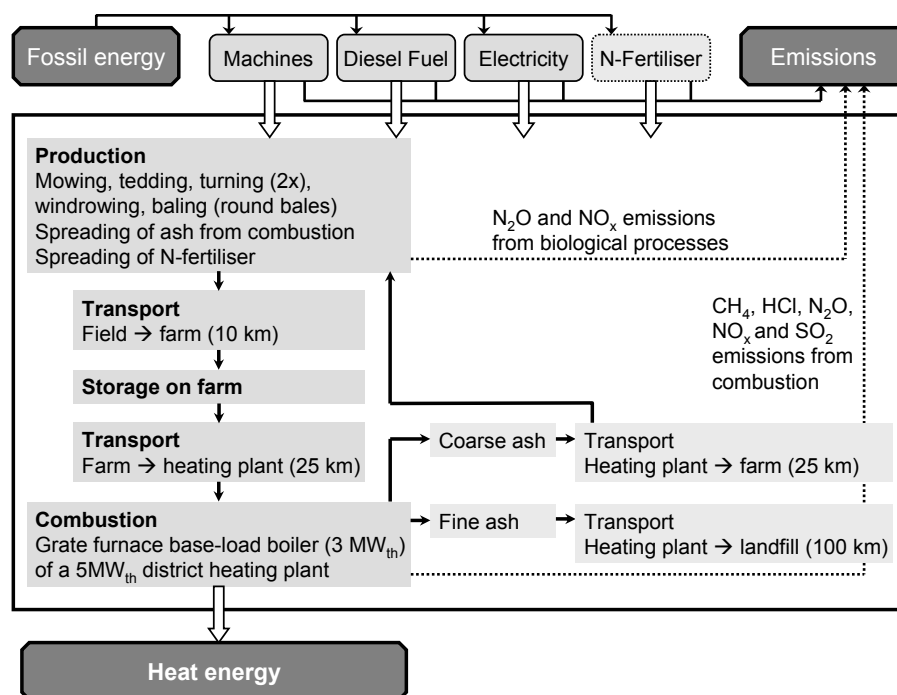 Fossil energy
Machines
Diesel Fuel
Electricity
N-Fertiliser
Emissions
Production
Mowing, tedding, turning (2x),
windrowing, baling (round bales)
Spreading of ash from combustion
Spreading of N-fertiliser
N₂O and NOₓ emissions
from biological processes
Transport
Field → farm (10 km)
CH₄, HCl, N₂O,
NOₓ and SO₂
emissions from
combustion
Storage on farm
Transport
Farm → heating plant (25 km)
Coarse ash
Transport
Heating plant → farm (25 km)
Combustion
Grate furnace base-load boiler (3 MWₜₕ)
of a 5MWₜₕ district heating plant
Fine ash
Transport
Heating plant → landfill (100 km)
Heat energy